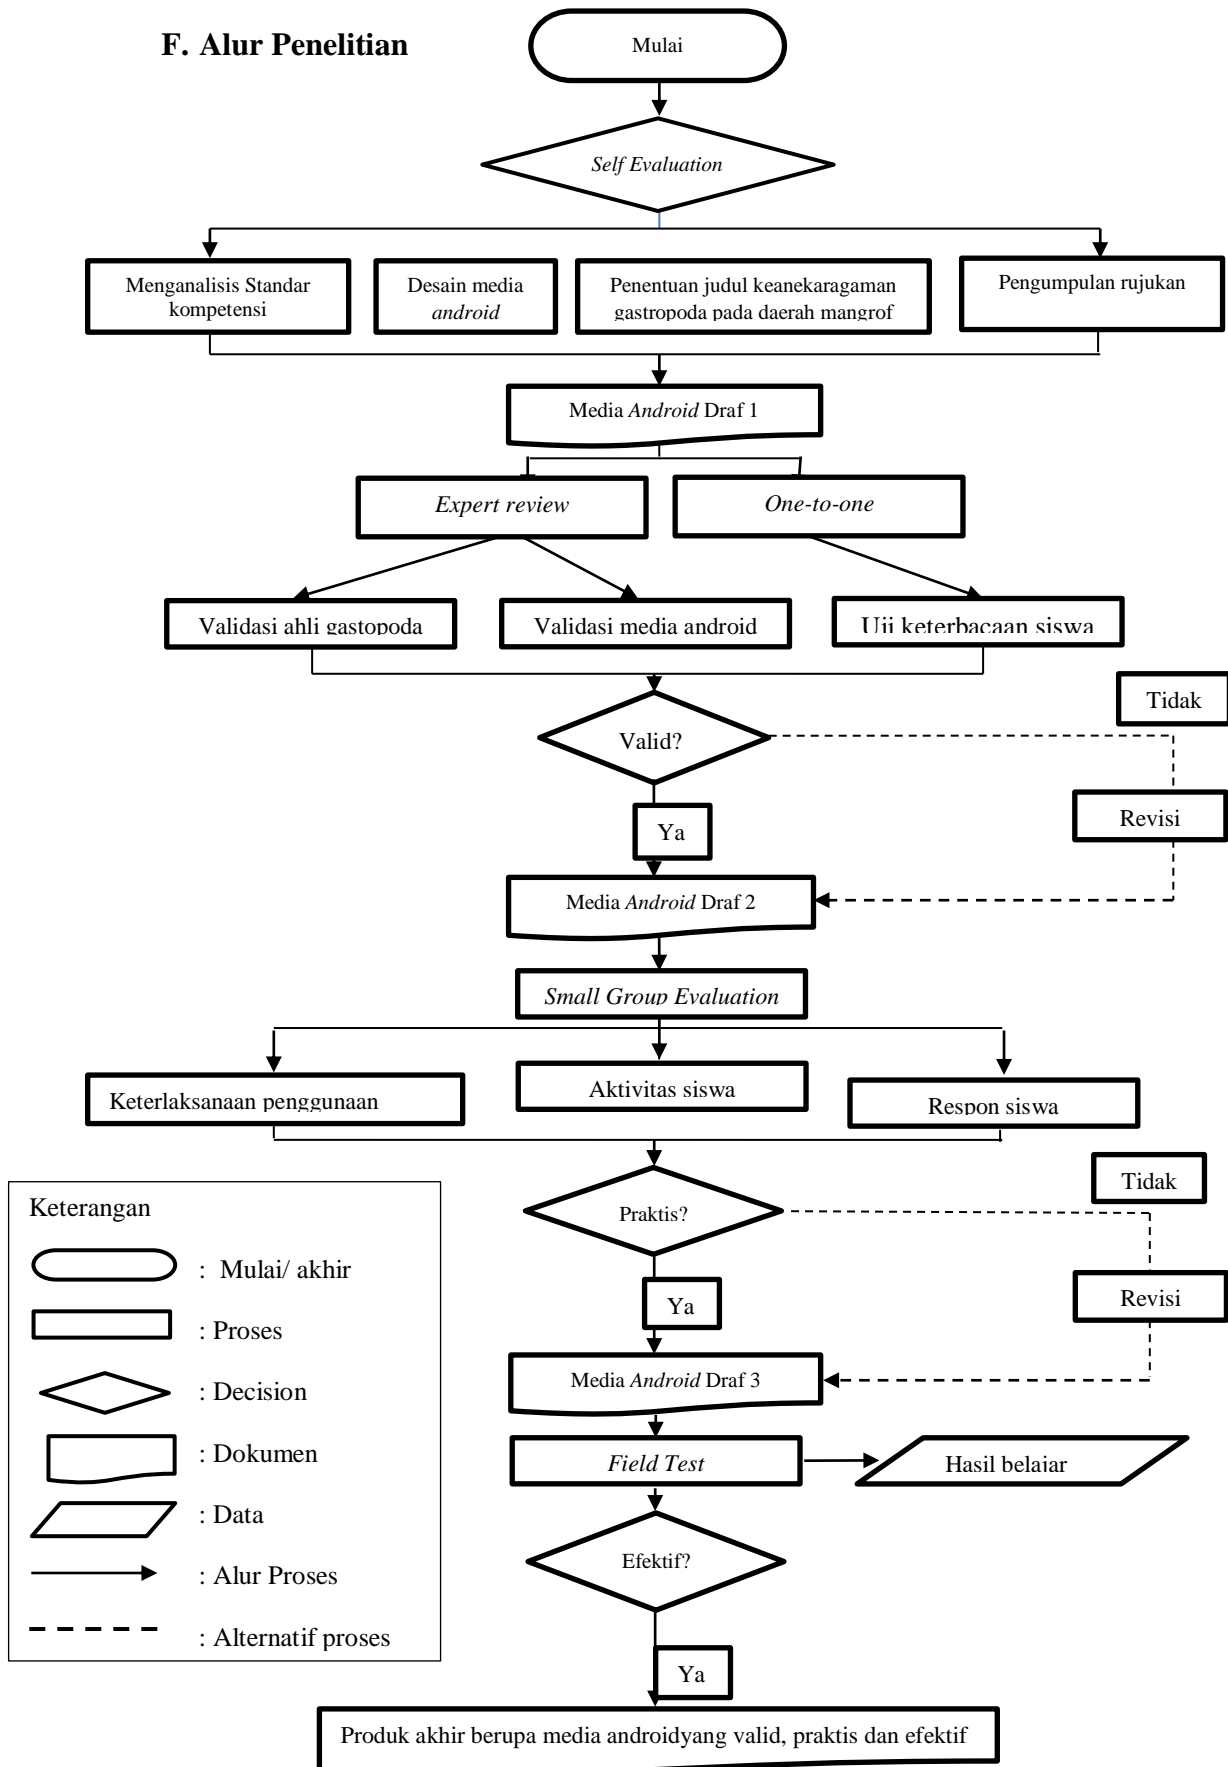 F. Alur Penelitian
Mulai
Self Evaluation
Menganalisis Standar
kompetensi
Desain media
android
Penentuan judul keanekaragaman
gastropoda pada daerah mangrof
Pengumpulan rujukan
Media Android Draf 1
Expert review
One-to-one
Validasi ahli gastopoda
Validasi media android
Uji keterbacaan siswa
Tidak
Valid?
Revisi
Ya
Media Android Draf 2
Small Group Evaluation
Keterlaksanaan penggunaan
Aktivitas siswa
Respon siswa
Tidak
Praktis?
Revisi
Ya
Media Android Draf 3
Field Test
Hasil belajar
Efektif?
Ya
Produk akhir berupa media androidyang valid, praktis dan efektif
Keterangan
: Mulai/ akhir
: Proses
: Decision
: Dokumen
: Data
: Alur Proses
: Alternatif proses